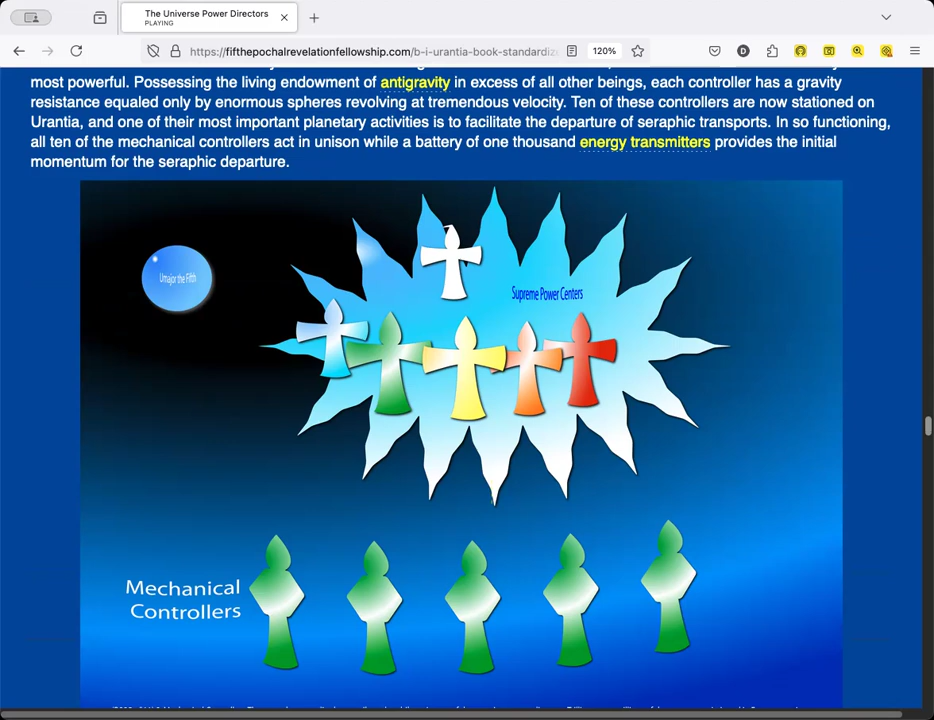 The Universe Power Directors
PLAYING
https://fifthepochalrevelationfellowship.com/b-i-urantia-book-standardiz
120%
most powerful. Possessing the living endowment of antigravity in excess of all other beings, each controller has a gravity
resistance equaled only by enormous spheres revolving at tremendous velocity. Ten of these controllers are now stationed on
Urantia, and one of their most important planetary activities is to facilitate the departure of seraphic transports. In so functioning,
all ten of the mechanical controllers act in unison while a battery of one thousand energy transmitters provides the initial
momentum for the seraphic departure.
Umajor the Fifth
Supreme Power Centers
Mechanical
Controllers